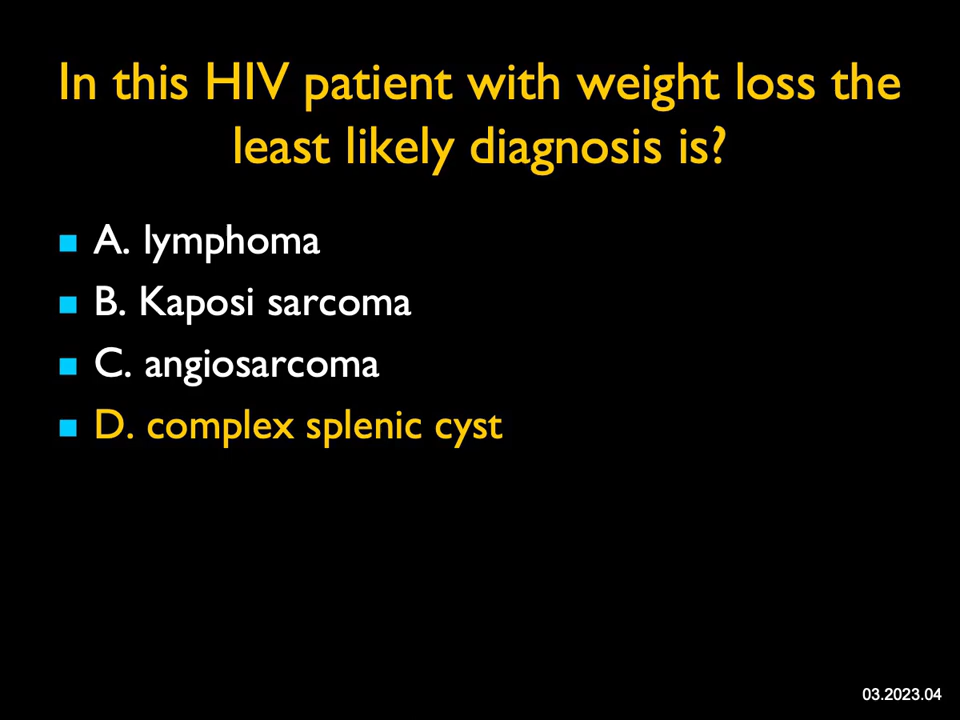 In this HIV patient with weight loss the
least likely diagnosis is?
A. lymphoma
B. Kaposi sarcoma
C. angiosarcoma
D. complex splenic cyst
03.2023.04